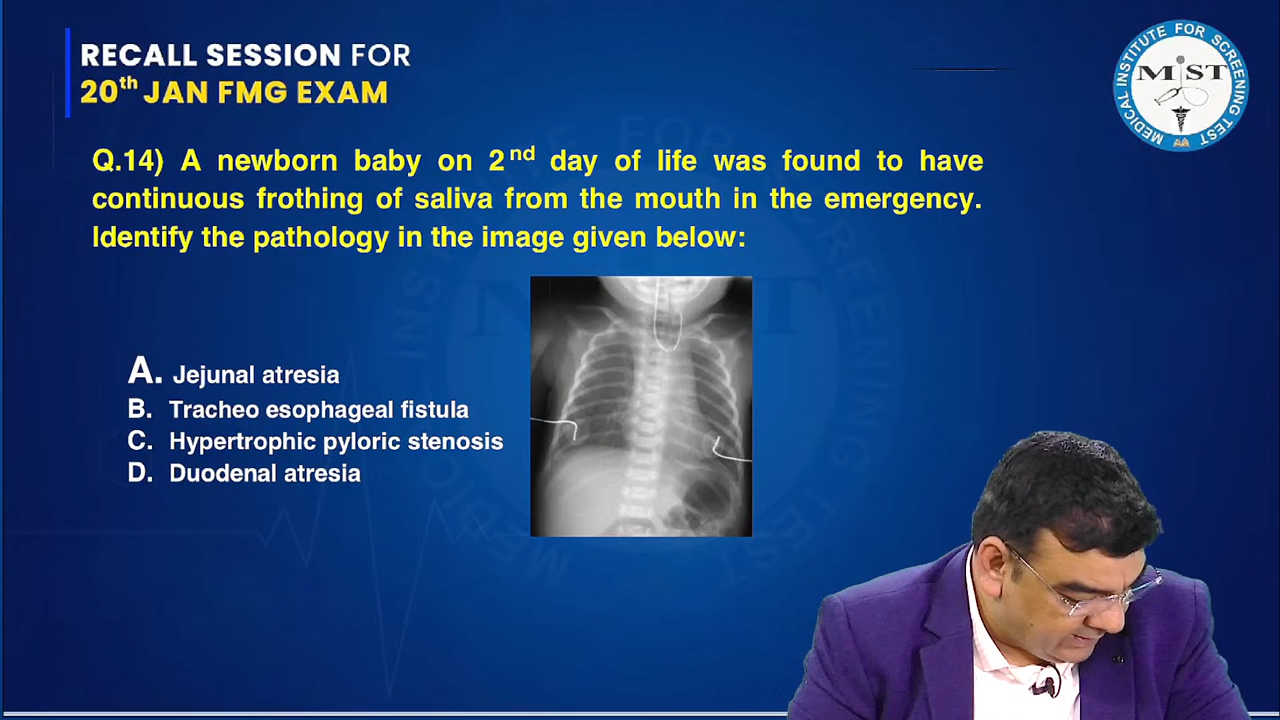 RECALL SESSION FOR
20th JAN FMG EXAM
MEDICAL INSTITUTE FOR SCREENING TEST
MIST
Q.14) A newborn baby on 2nd day of life was found to have
continuous frothing of saliva from the mouth in the emergency.
Identify the pathology in the image given below:
A. Jejunal atresia
B. Tracheo esophageal fistula
C. Hypertrophic pyloric stenosis
D. Duodenal atresia